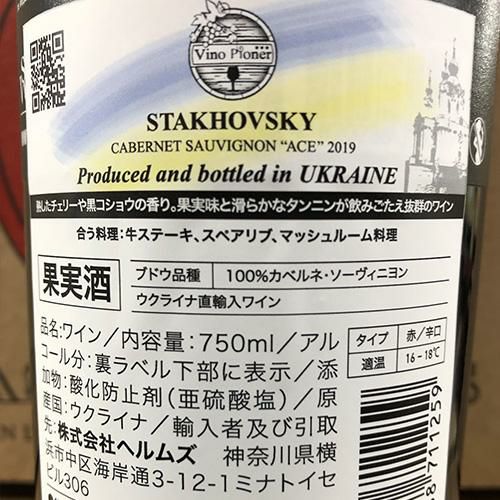 Vino Pioner
STAKHOVSKY
CABERNET SAUVIGNON “ACE” 2019
Produced and bottled in UKRAINE
熟したチェリーや黒コショウの香り。果実味と滑らかなタンニンが飲みごたえ抜群のワイン
合う料理:牛ステーキ、スペアリブ、マッシュルーム料理
果実酒
ブドウ品種 100%カベルネ・ソーヴィニヨン
ウクライナ直輸入ワイン
品名:ワイン/内容量:750ml/アル
コール分:裏ラベル下部に表示/添
加物:酸化防止剤(亜硫酸塩)/原
産国:ウクライナ/輸入者及び引取
先:株式会社ヘルムズ 神奈川県横
浜市中区海岸通3-12-1ミナトイセ
ビル306
タイプ 赤/辛口
適温 16-18℃
8711259